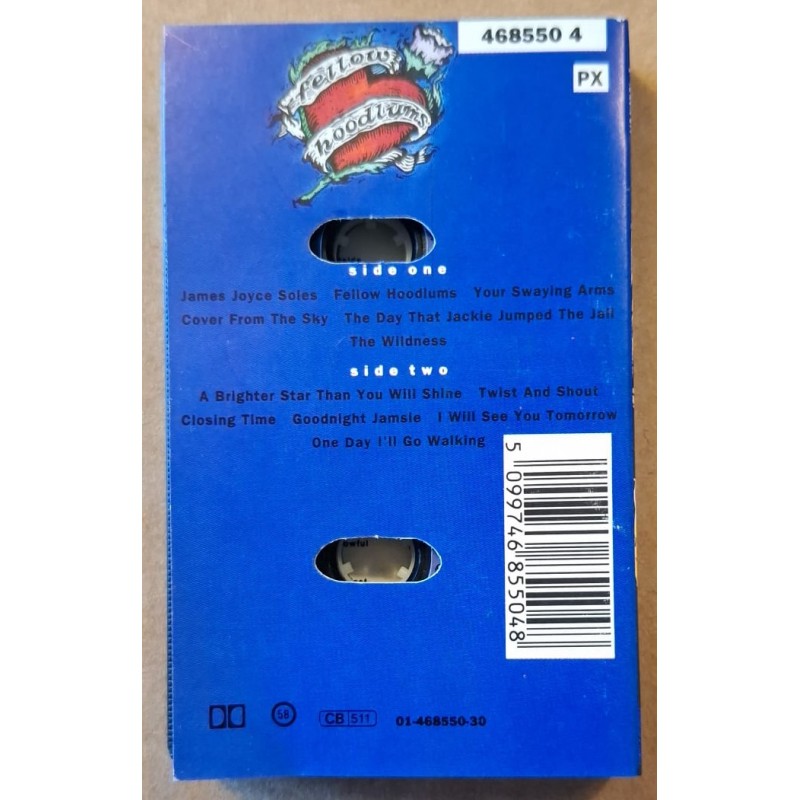 468550 4
PX
fellow
hoodlums
side one
James Joyce Soles Fellow Hoodlums Your Swaying Arms
Cover From The Sky The Day That Jackie Jumped The Jail
The Wildness
side two
A Brighter Star Than You Will Shine Twist And Shout
Closing Time Goodnight Jamsie I Will See You Tomorrow
One Day I'll Go Walking
5 099746 855048
58
CB 511
01-468550-30